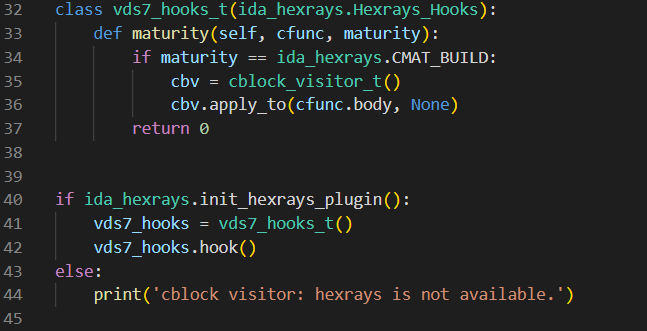 32 class vds7_hooks_t(ida_hexrays.Hexrays_Hooks):
33     def maturity(self, cfunc, maturity):
34         if maturity == ida_hexrays.CMAT_BUILD:
35             cbv = cblock_visitor_t()
36             cbv.apply_to(cfunc.body, None)
37         return 0
38
39
40 if ida_hexrays.init_hexrays_plugin():
41     vds7_hooks = vds7_hooks_t()
42     vds7_hooks.hook()
43 else:
44     print('cblock visitor: hexrays is not available.')
45